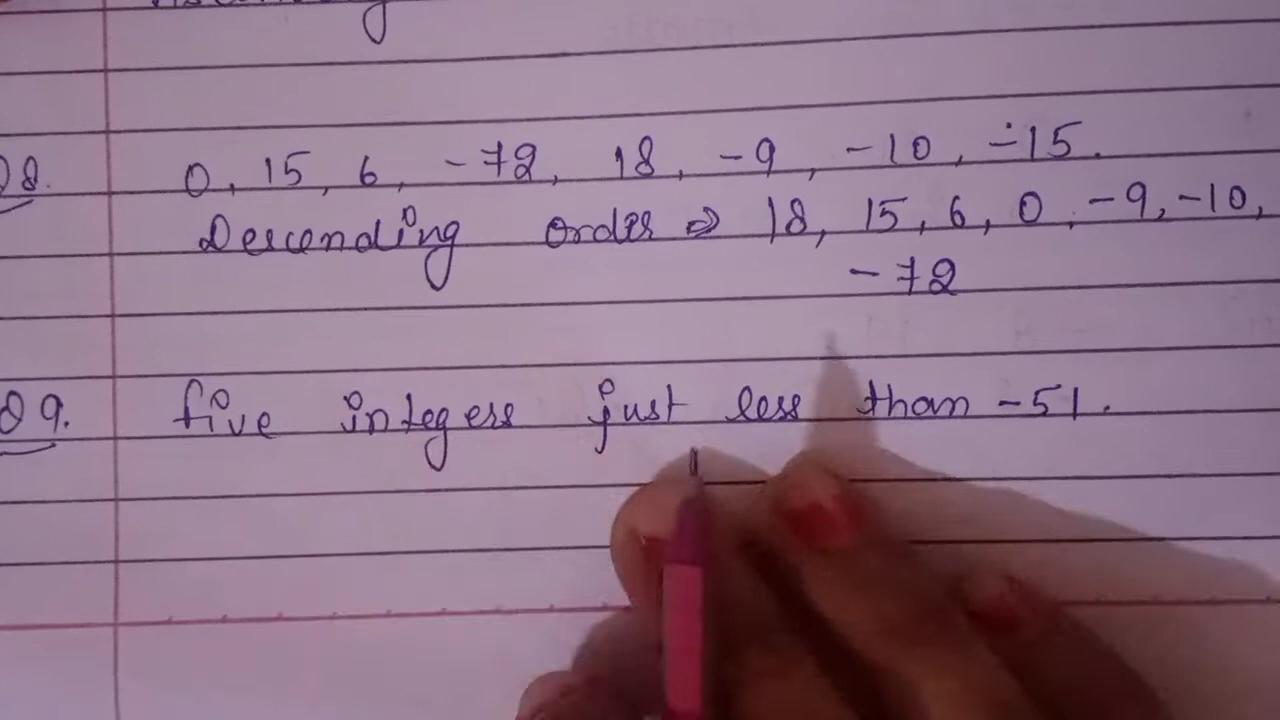 Q8. 0, 15, 6, -72, 18, -9, -10, -15.
Descending order ⇒ 18, 15, 6, 0, -9, -10,
-72
Q9. five integers just less than -51.